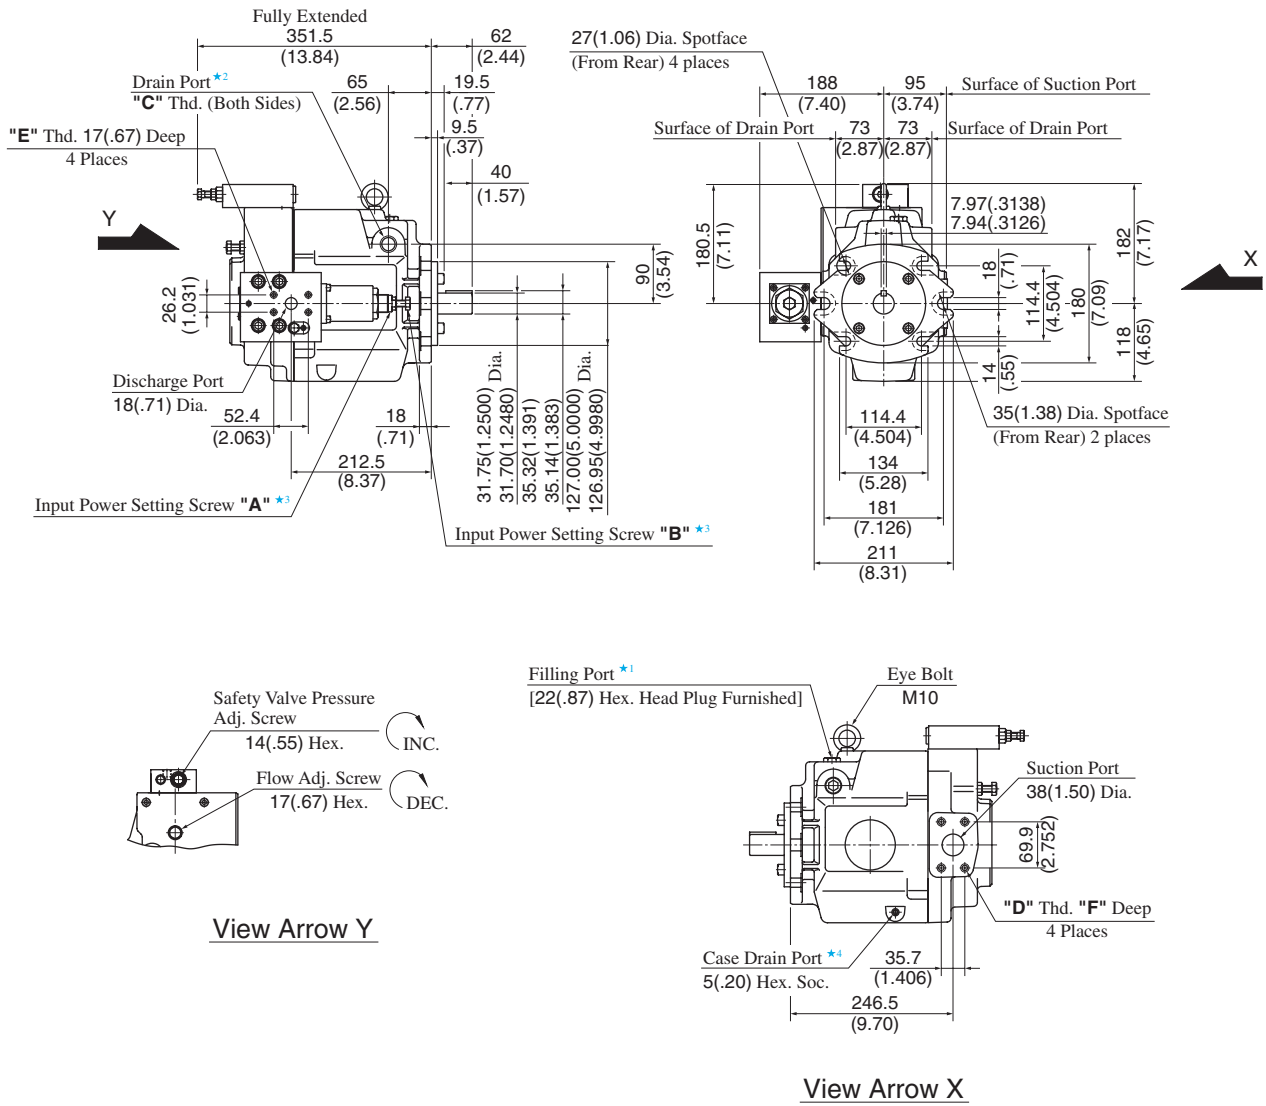 Fully Extended
351.5
(13.84)
62
(2.44)
Drain Port★2
"C" Thd. (Both Sides)
65
(2.56)
19.5
(.77)
"E" Thd. 17(.67) Deep
4 Places
9.5
(.37)
40
(1.57)
Y
26.2
(1.031)
90
(3.54)
Discharge Port
18(.71) Dia.
52.4
(2.063)
18
(.71)
212.5
(8.37)
31.75(1.2500)
31.70(1.2480)
Dia.
35.32(1.391)
35.14(1.383)
127.00(5.0000)
126.95(4.9980)
Dia.
Input Power Setting Screw "A" ★3
Input Power Setting Screw "B" ★3
27(1.06) Dia. Spotface
(From Rear) 4 places
188
(7.40)
95
(3.74)
Surface of Suction Port
Surface of Drain Port
73
(2.87)
73
(2.87)
Surface of Drain Port
7.97(.3138)
7.94(.3126)
180.5
(7.11)
182
(7.17)
X
18
(.71)
114.4
(4.504)
180
(7.09)
118
(4.65)
14
(.55)
114.4
(4.504)
35(1.38) Dia. Spotface
(From Rear) 2 places
134
(5.28)
181
(7.126)
211
(8.31)
Safety Valve Pressure
Adj. Screw
14(.55) Hex.
INC.
Flow Adj. Screw
17(.67) Hex.
DEC.
View Arrow Y
Filling Port ★1
[22(.87) Hex. Head Plug Furnished]
Eye Bolt
M10
Suction Port
38(1.50) Dia.
69.9
(2.752)
"D" Thd. "F" Deep
4 Places
Case Drain Port ★4
5(.20) Hex. Soc.
35.7
(1.406)
246.5
(9.70)
View Arrow X